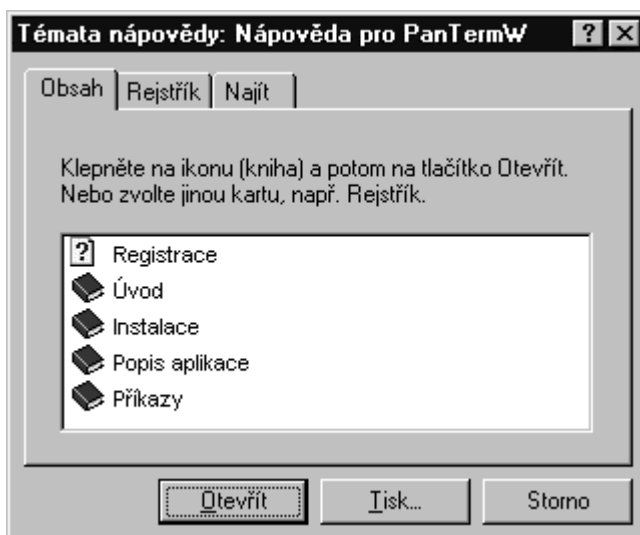 Témata nápovědy: Nápověda pro PanTermW
Obsah Rejstřík Najít
Klepněte na ikonu (kniha) a potom na tlačítko Otevřít.
Nebo zvolte jinou kartu, např. Rejstřík.
Registrace
Úvod
Instalace
Popis aplikace
Příkazy
Otevřít Tisk... Storno